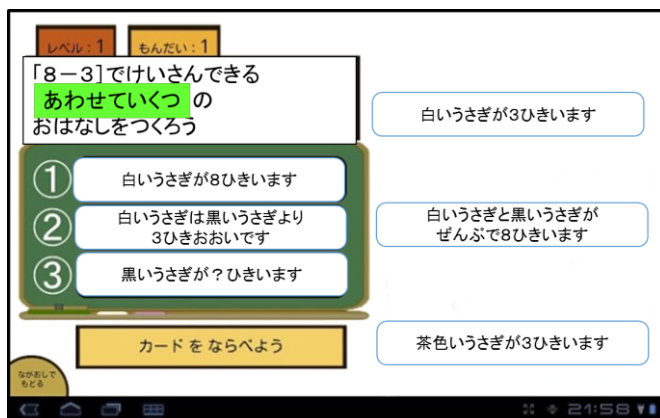 レベル：1
もんだい：1
「8－3]でけいさんできる
あわせていくつ の
おはなしをつくろう
① 白いうさぎが8ひきいます
② 白いうさぎは黒いうさぎより
3ひきおおいです
③ 黒いうさぎが？ひきいます
カード を ならべよう
ながおしで
もどる
白いうさぎが3ひきいます
白いうさぎと黒いうさぎが
ぜんぶで8ひきいます
茶色いうさぎが3ひきいます
21:58